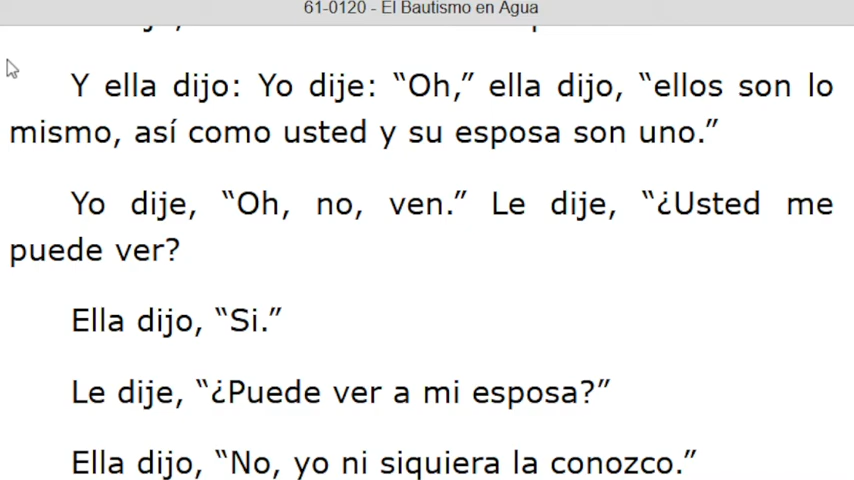 61-0120 - El Bautismo en Agua
Y ella dijo: Yo dije: “Oh,” ella dijo, “ellos son lo
mismo, así como usted y su esposa son uno.”
Yo dije, “Oh, no, ven.” Le dije, “¿Usted me
puede ver?
Ella dijo, “Si.”
Le dije, “¿Puede ver a mi esposa?”
Ella dijo, “No, yo ni siquiera la conozco.”